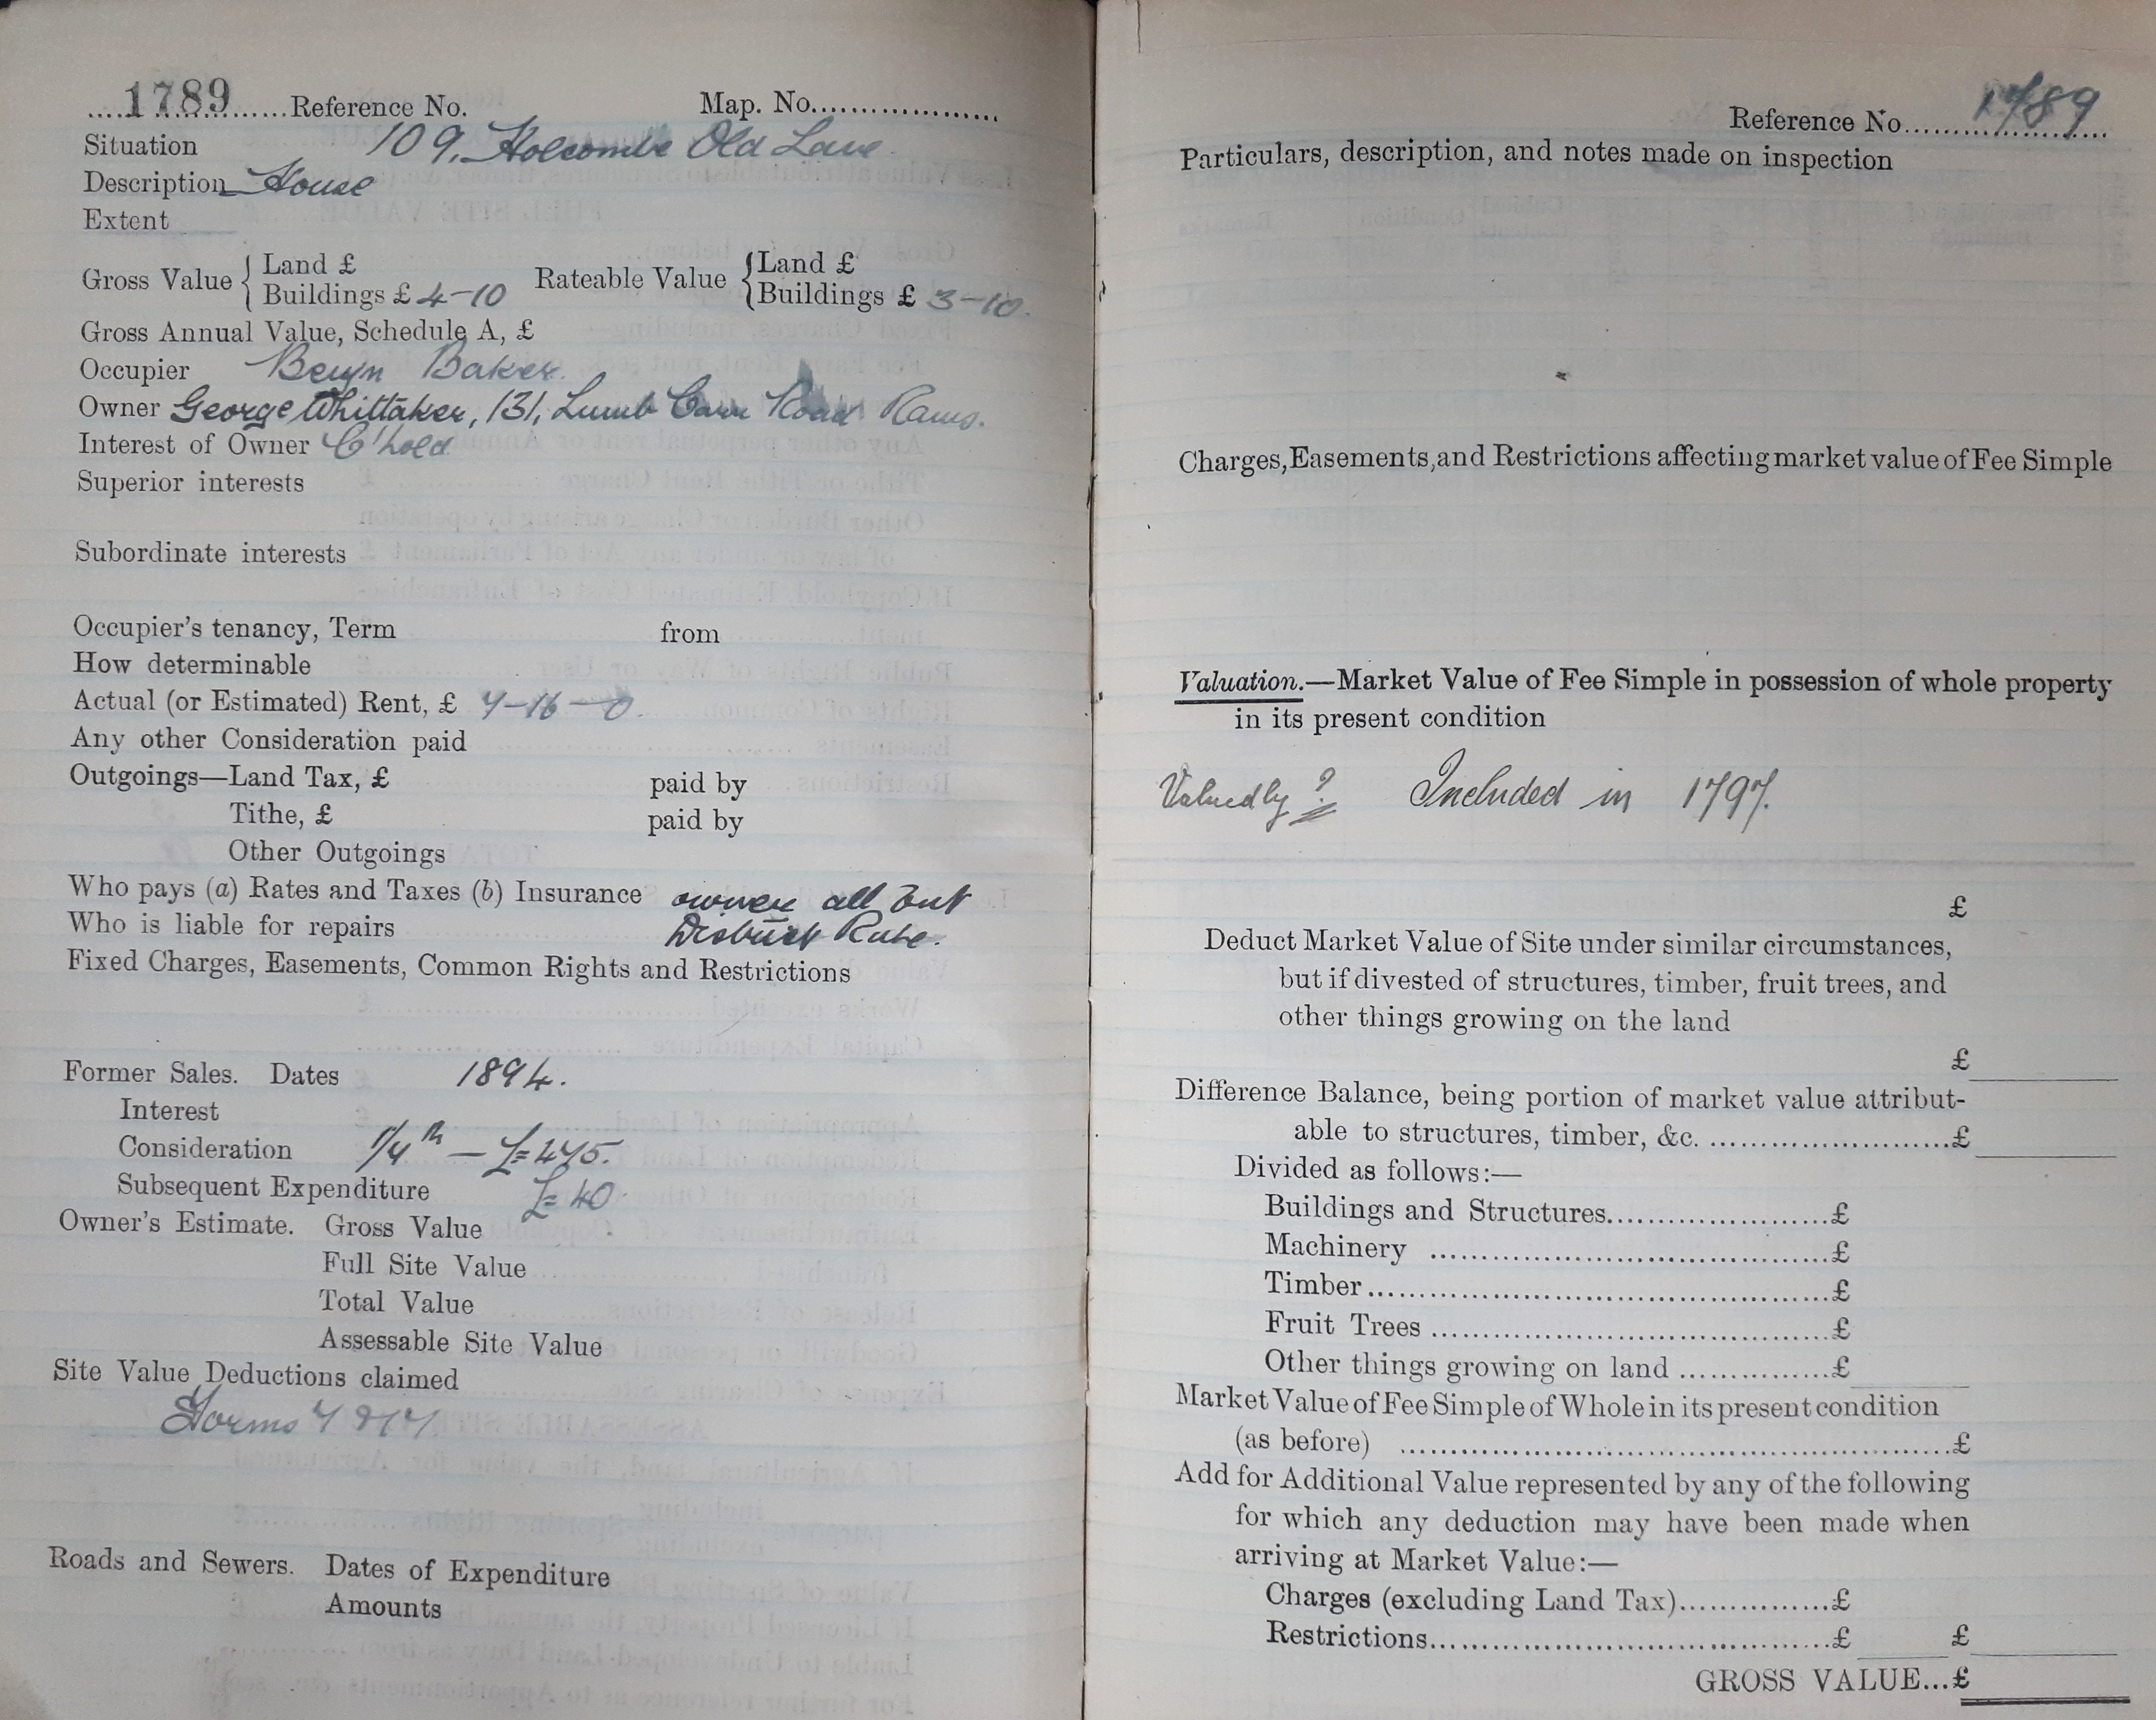 ....1789..........Reference No. Map. No....................
Situation 109, Holcombe Old Lane
Description House
Extent
Gross Value { Land £ Rateable Value { Land £
Buildings £ 4-10 Buildings £ 3-10.
Gross Annual Value, Schedule A, £
Occupier Baker.
Owner George Whittaker, 131, Lumb Carr Road Rams.
Interest of Owner C'hold
Superior interests
Subordinate interests
Occupier's tenancy, Term from
How determinable
Actual (or Estimated) Rent, £ 7-16-0.
Any other Consideration paid
Outgoings—Land Tax, £ paid by
Tithe, £ paid by
Other Outgoings
Who pays (a) Rates and Taxes (b) Insurance owner all but
Who is liable for repairs District Rate.
Fixed Charges, Easements, Common Rights and Restrictions
Former Sales. Dates 1894.
Interest
Consideration 1/4th — £475.
Subsequent Expenditure £40
Owner's Estimate. Gross Value
Full Site Value
Total Value
Assessable Site Value
Site Value Deductions claimed
Roads and Sewers. Dates of Expenditure
Amounts
Reference No....1789....
Particulars, description, and notes made on inspection
Charges, Easements, and Restrictions affecting market value of Fee Simple
Valuation.—Market Value of Fee Simple in possession of whole property
in its present condition
Included in 1797.
£
Deduct Market Value of Site under similar circumstances,
but if divested of structures, timber, fruit trees, and
other things growing on the land
£
Difference Balance, being portion of market value attribut-
able to structures, timber, &c. ..........................£
Divided as follows:—
Buildings and Structures.......................£
Machinery ..........................................£
Timber................................................£
Fruit Trees ..........................................£
Other things growing on land ................£
Market Value of Fee Simple of Whole in its present condition
(as before) ..........................................................£
Add for Additional Value represented by any of the following
for which any deduction may have been made when
arriving at Market Value:—
Charges (excluding Land Tax)...............£
Restrictions..........................................£ £
GROSS VALUE...£